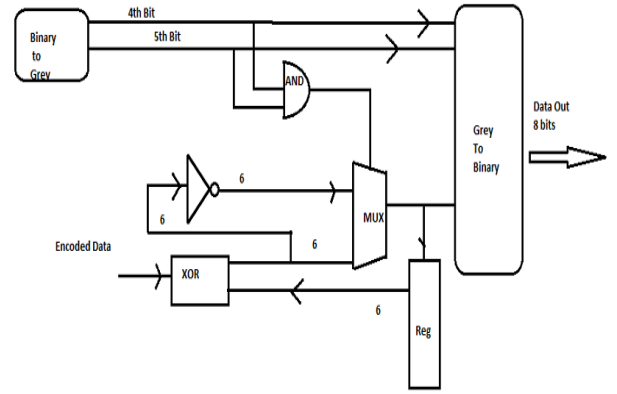 4th Bit
Binary
to
Grey
5th Bit
AND
Grey
To
Binary
Data Out
8 bits
6
MUX
6
6
Encoded Data
XOR
6
Reg